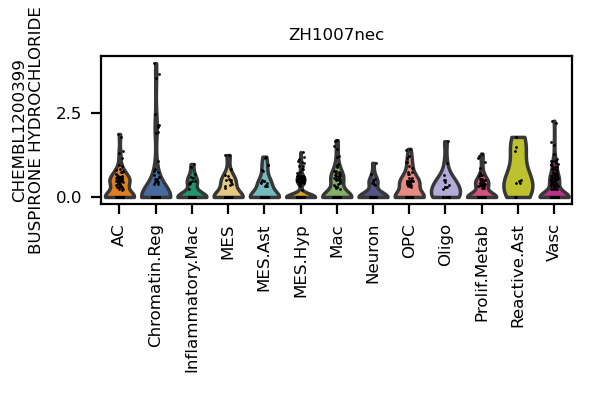 ZH1007nec
CHEMBL1200399
BUSPIRONE HYDROCHLORIDE
2.5
0.0
AC
Chromatin.Reg
Inflammatory.Mac
MES
MES.Ast
MES.Hyp
Mac
Neuron
OPC
Oligo
Prolif.Metab
Reactive.Ast
Vasc